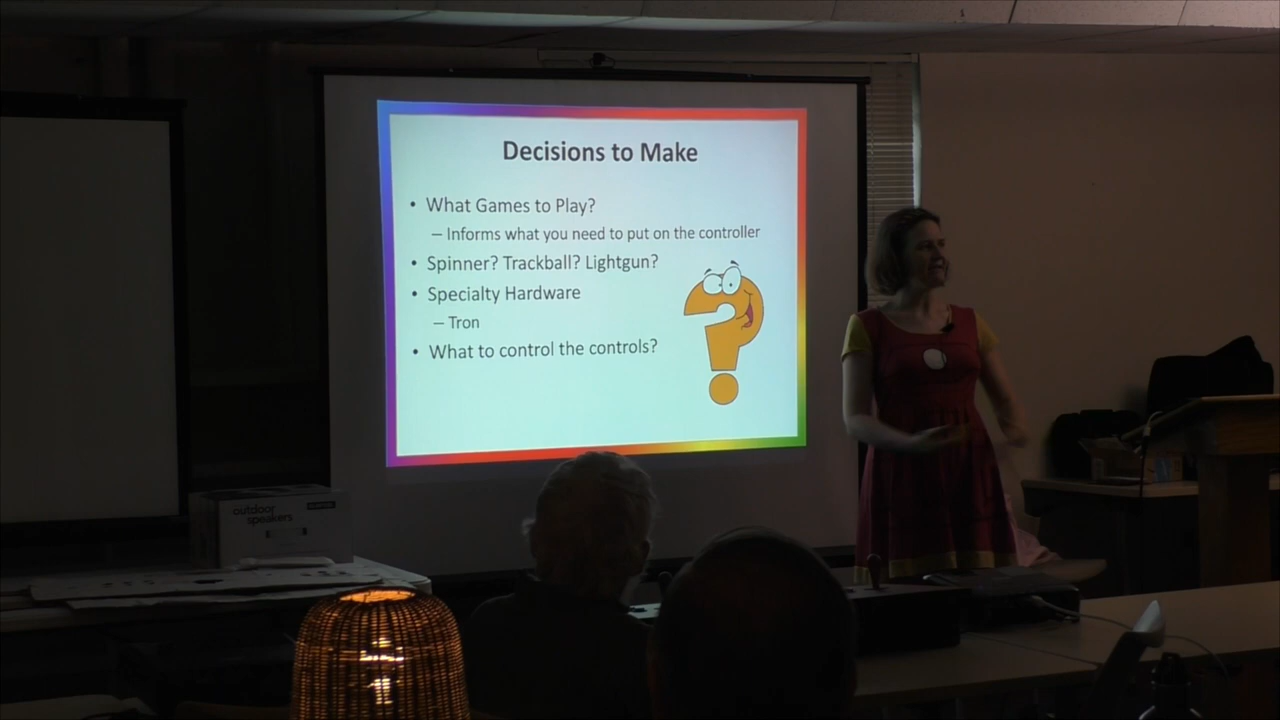 Decisions to Make
• What Games to Play?
– Informs what you need to put on the controller
• Spinner? Trackball? Lightgun?
• Specialty Hardware
– Tron
• What to control the controls?
outdoor
speakers